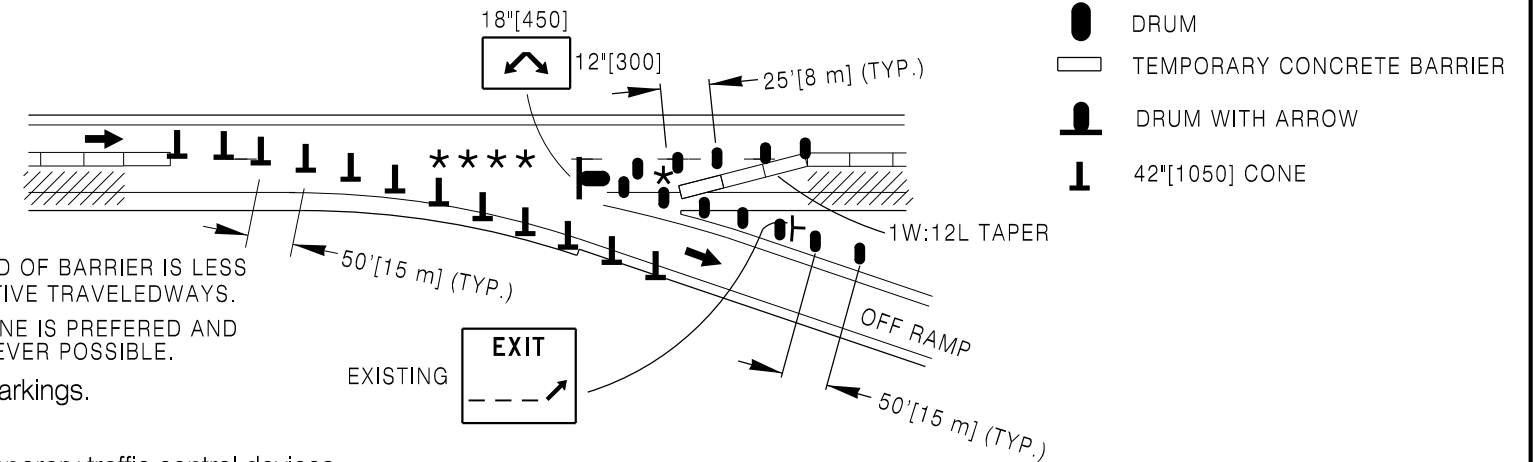 18"[450]
12"[300]
25'[8 m] (TYP.)
DRUM
TEMPORARY CONCRETE BARRIER
DRUM WITH ARROW
42"[1050] CONE
* * * *
*
1W:12L TAPER
50'[15 m] (TYP.)
D OF BARRIER IS LESS
TIVE TRAVELEDWAYS.
NE IS PREFERED AND
EVER POSSIBLE.
arkings.
OFF RAMP
EXISTING
EXIT
50'[15 m] (TYP.)